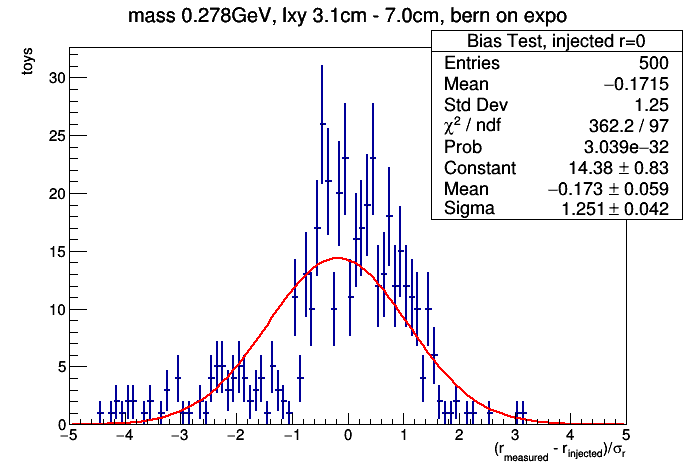 mass 0.278GeV, lxy 3.1cm - 7.0cm, bern on expo
toys
Bias Test, injected r=0
Entries 500
Mean −0.1715
Std Dev 1.25
χ² / ndf 362.2 / 97
Prob 3.039e−32
Constant 14.38 ± 0.83
Mean −0.173 ± 0.059
Sigma 1.251 ± 0.042
30
25
20
15
10
5
0
−5 −4 −3 −2 −1 0 1 2 3 4 5
(r_measured - r_injected)/σ_r